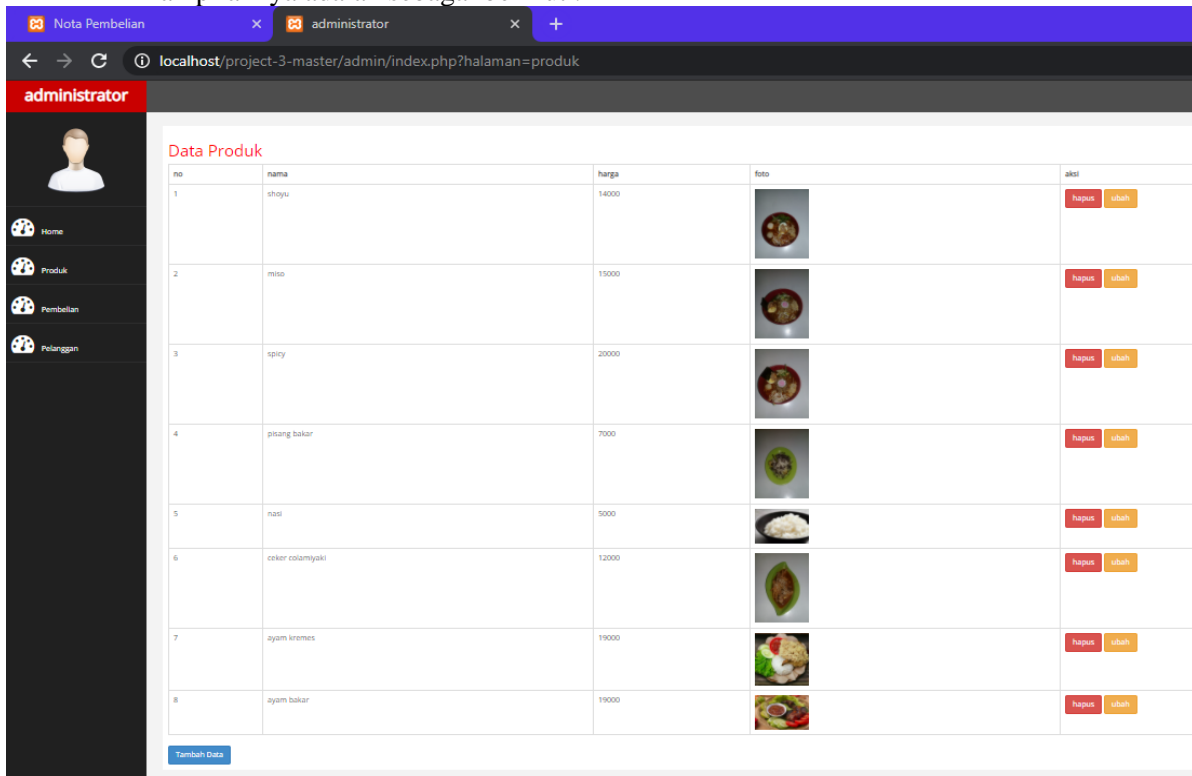 Nota Pembelian
administrator
localhost/project-3-master/admin/index.php?halaman=produk
administrator
Home
Produk
Pembelian
Pelanggan
Data Produk
no nama harga foto aksi
1 shoyu 14000 hapus ubah
2 miso 15000 hapus ubah
3 spicy 20000 hapus ubah
4 pisang bakar 7000 hapus ubah
5 nasi 5000 hapus ubah
6 ceker colamiyaki 12000 hapus ubah
7 ayam kremes 19000 hapus ubah
8 ayam bakar 19000 hapus ubah
Tambah Data